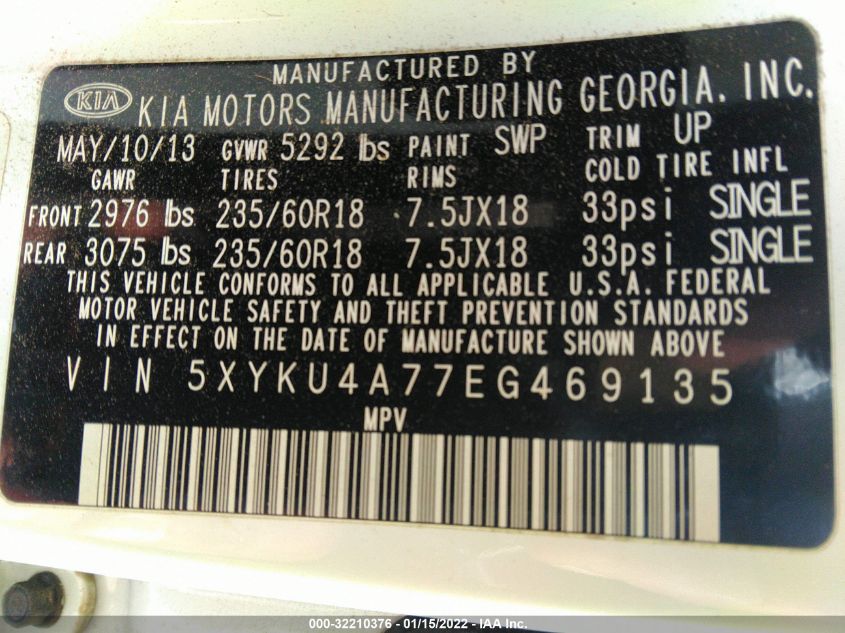 MANUFACTURED BY
KIA KIA MOTORS MANUFACTURING GEORGIA, INC.
MAY/10/13 GVWR 5292 lbs PAINT SWP TRIM UP
GAWR TIRES RIMS COLD TIRE INFL
FRONT 2976 lbs 235/60R18 7.5JX18 33psi SINGLE
REAR 3075 lbs 235/60R18 7.5JX18 33psi SINGLE
THIS VEHICLE CONFORMS TO ALL APPLICABLE U.S.A. FEDERAL
MOTOR VEHICLE SAFETY AND THEFT PREVENTION STANDARDS
IN EFFECT ON THE DATE OF MANUFACTURE SHOWN ABOVE
VIN 5XYKU4A77EG469135
MPV
000-32210376 - 01/15/2022 - IAA Inc.